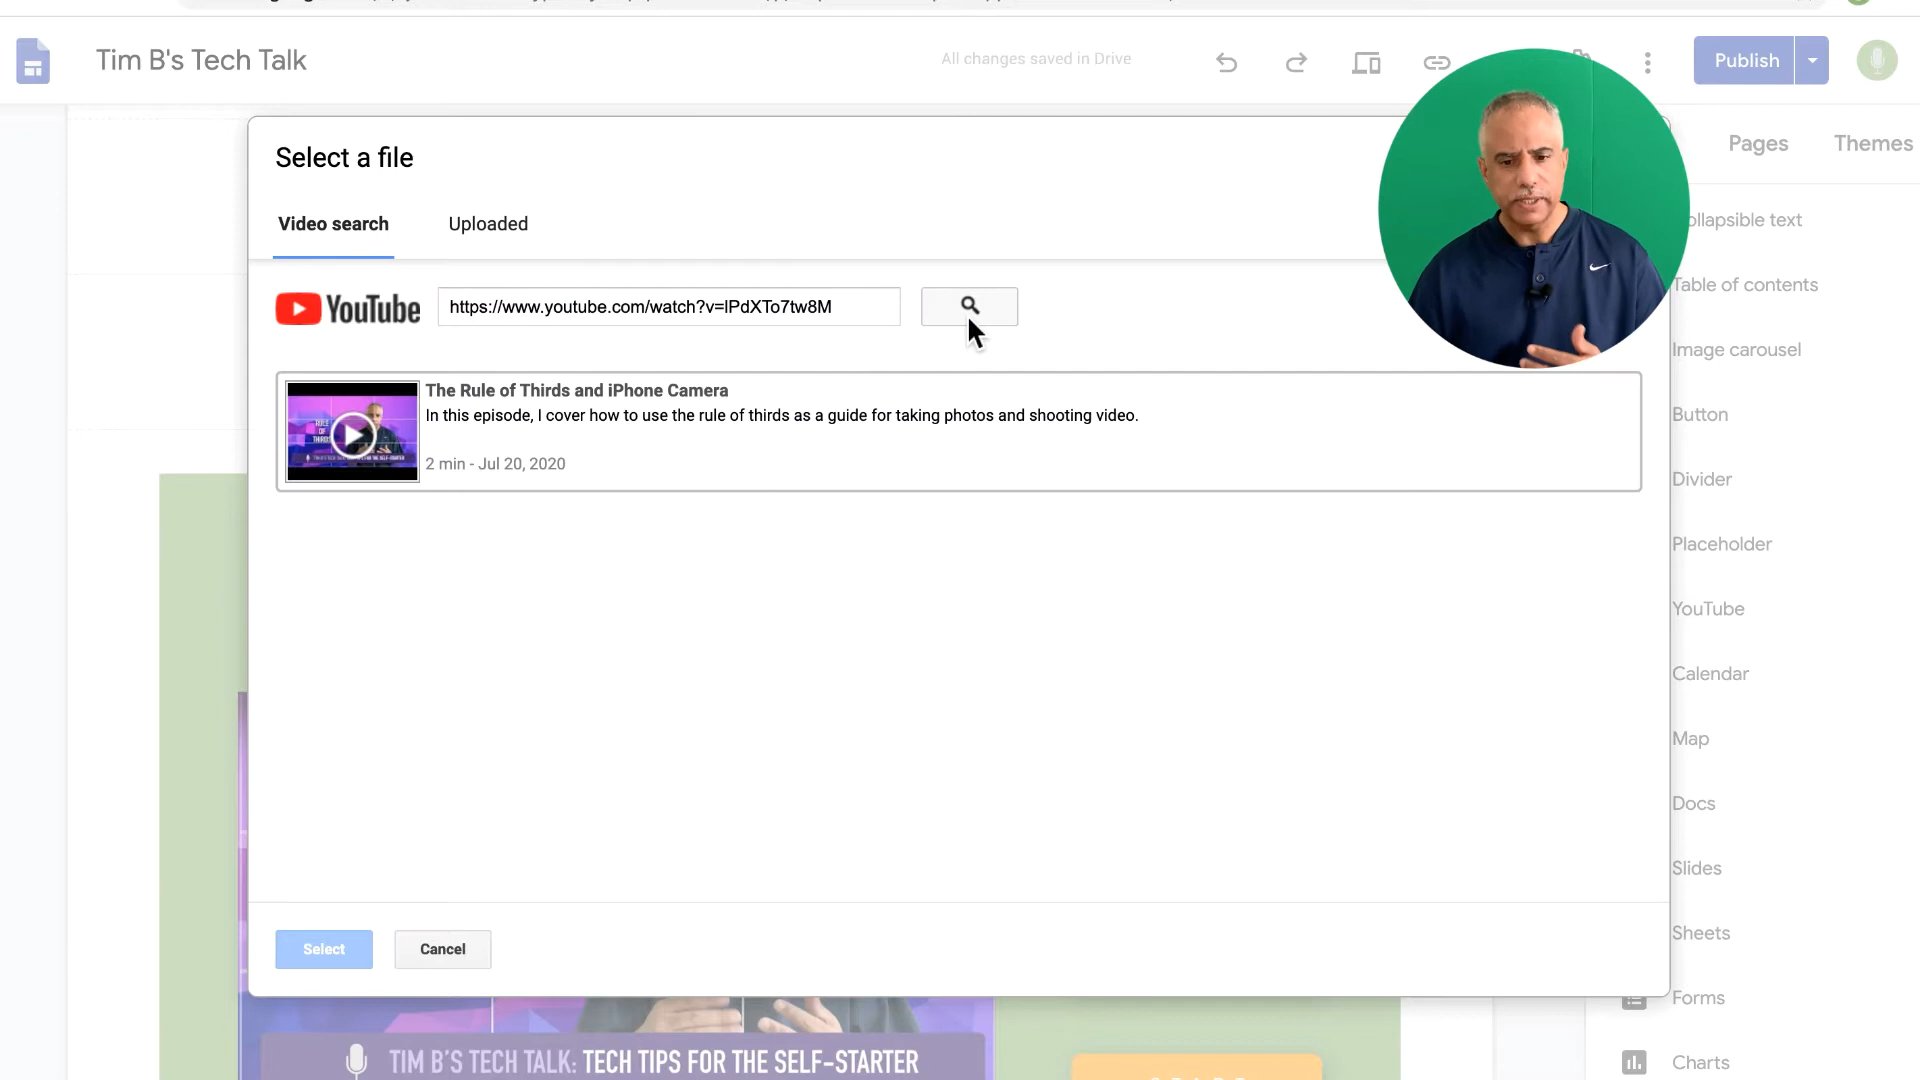 Tim B's Tech Talk
All changes saved in Drive
Publish
Pages
Themes
Select a file
Video search
Uploaded
YouTube
https://www.youtube.com/watch?v=lPdXTo7tw8M
The Rule of Thirds and iPhone Camera
In this episode, I cover how to use the rule of thirds as a guide for taking photos and shooting video.
2 min - Jul 20, 2020
RULE
OF
THIRDS
Select
Cancel
ollapsible text
Table of contents
Image carousel
Button
Divider
Placeholder
YouTube
Calendar
Map
Docs
Slides
Sheets
Forms
Charts
TIM B'S TECH TALK: TECH TIPS FOR THE SELF-STARTER